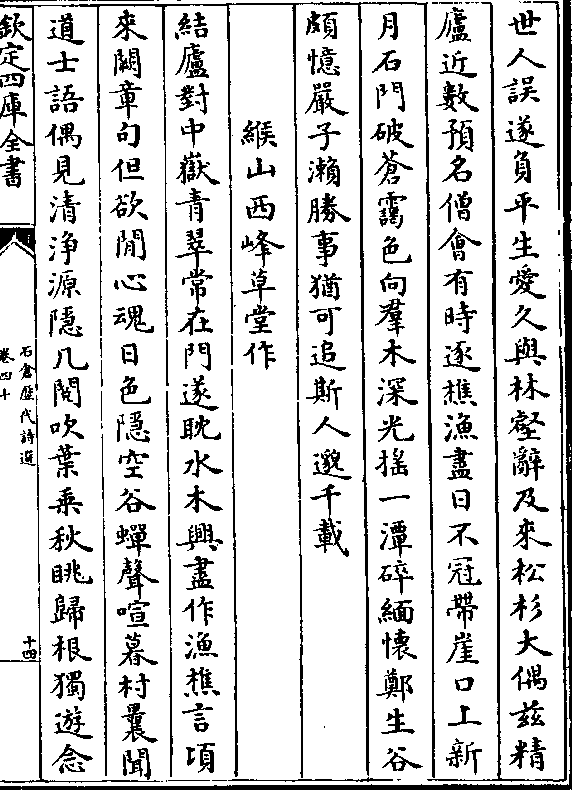 世人誤遂負平生愛久與林壑辭及來松杉大偶茲精
廬近數預名僧會有時逐樵漁盡日不冠帶崖口上新
月石門破蒼靄色向羣木深光摇一潭碎緬懷鄭生谷
頗憶嚴子瀨勝事猶可追斯人邈千載
緱山西峰草堂作
結廬對中嶽青翠常在門遂耽水木興盡作漁樵言項
來闕章句但欲閒心魂日色隱空谷蟬聲喧暮村曩聞
道士語偶見清淨源隱几閱吹葉乗秋眺歸根獨遊念
欽定四庫全書
石倉歷代詩選
卷四十
十四